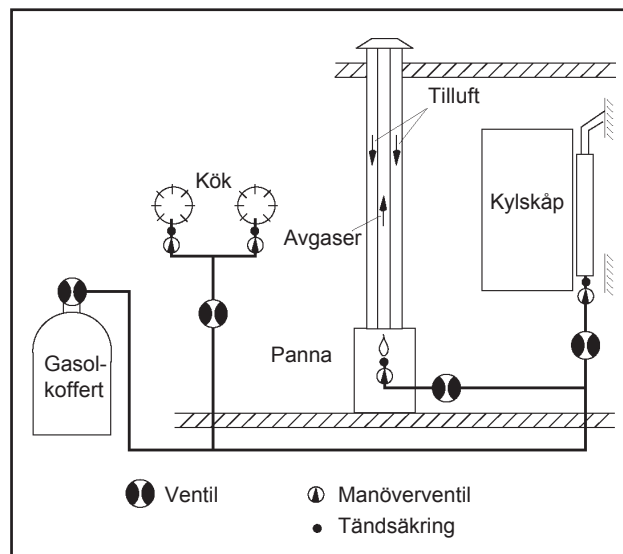 Tilluft
Kök
Kylskåp
Avgaser
Panna
Gasol-
koffert
Ventil
Manöverventil
Tändsäkring